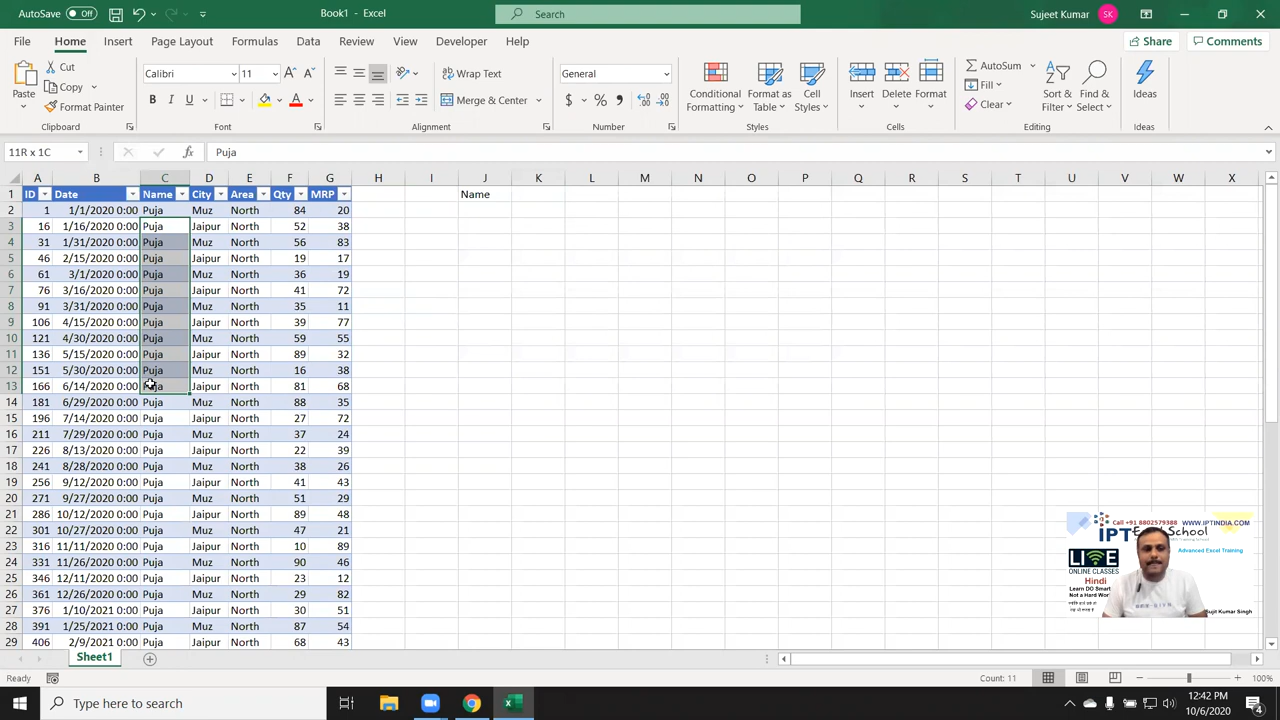 AutoSave Off Book1 - Excel Search Sujeet Kumar SK
File Home Insert Page Layout Formulas Data Review View Developer Help Share Comments
Paste Cut Copy Format Painter Clipboard
Calibri 11 B I U Font
Wrap Text Merge & Center Alignment
General $ % Number
Conditional Formatting Format as Table Cell Styles Styles
Insert Delete Format Cells
AutoSum Fill Clear Sort & Filter Find & Select Editing
Ideas Ideas
11R x 1C fx Puja
A B C D E F G H I J K L M N O P Q R S T U V W X
1 ID Date Name City Area Qty MRP Name
2 1 1/1/2020 0:00 Puja Muz North 84 20
3 16 1/16/2020 0:00 Puja Jaipur North 52 38
4 31 1/31/2020 0:00 Puja Muz North 56 83
5 46 2/15/2020 0:00 Puja Jaipur North 19 17
6 61 3/1/2020 0:00 Puja Muz North 36 19
7 76 3/16/2020 0:00 Puja Jaipur North 41 72
8 91 3/31/2020 0:00 Puja Muz North 35 11
9 106 4/15/2020 0:00 Puja Jaipur North 39 77
10 121 4/30/2020 0:00 Puja Muz North 59 55
11 136 5/15/2020 0:00 Puja Jaipur North 89 32
12 151 5/30/2020 0:00 Puja Muz North 16 38
13 166 6/14/2020 0:00 Puja Jaipur North 81 68
14 181 6/29/2020 0:00 Puja Muz North 88 35
15 196 7/14/2020 0:00 Puja Jaipur North 27 72
16 211 7/29/2020 0:00 Puja Muz North 37 24
17 226 8/13/2020 0:00 Puja Jaipur North 22 39
18 241 8/28/2020 0:00 Puja Muz North 38 26
19 256 9/12/2020 0:00 Puja Jaipur North 41 43
20 271 9/27/2020 0:00 Puja Muz North 51 29
21 286 10/12/2020 0:00 Puja Jaipur North 89 48
22 301 10/27/2020 0:00 Puja Muz North 47 21
23 316 11/11/2020 0:00 Puja Jaipur North 10 89
24 331 11/26/2020 0:00 Puja Muz North 90 46
25 346 12/11/2020 0:00 Puja Jaipur North 23 12
26 361 12/26/2020 0:00 Puja Muz North 29 82
27 376 1/10/2021 0:00 Puja Jaipur North 30 51
28 391 1/25/2021 0:00 Puja Muz North 87 54
29 406 2/9/2021 0:00 Puja Jaipur North 68 43
Call +91 8802579388 WWW.IPTINDIA.COM
IPT School
Advanced Excel Training
LIVE
ONLINE CLASSES
Hindi
Learn DO Smart
Not a Hard
Sujit Kumar Singh
Sheet1
Ready Count: 11 100%
Type here to search
12:42 PM
10/6/2020